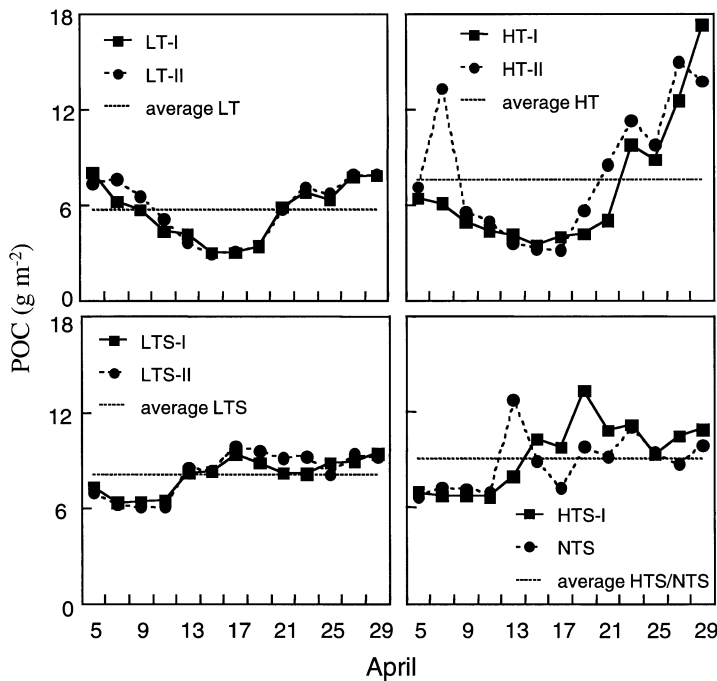 18
12
6
0
LT-I
LT-II
average LT
HT-I
HT-II
average HT
POC (g m-2)
18
12
6
0
LTS-I
LTS-II
average LTS
HTS-I
NTS
average HTS/NTS
5 9 13 17 21 25 29
5 9 13 17 21 25 29
April